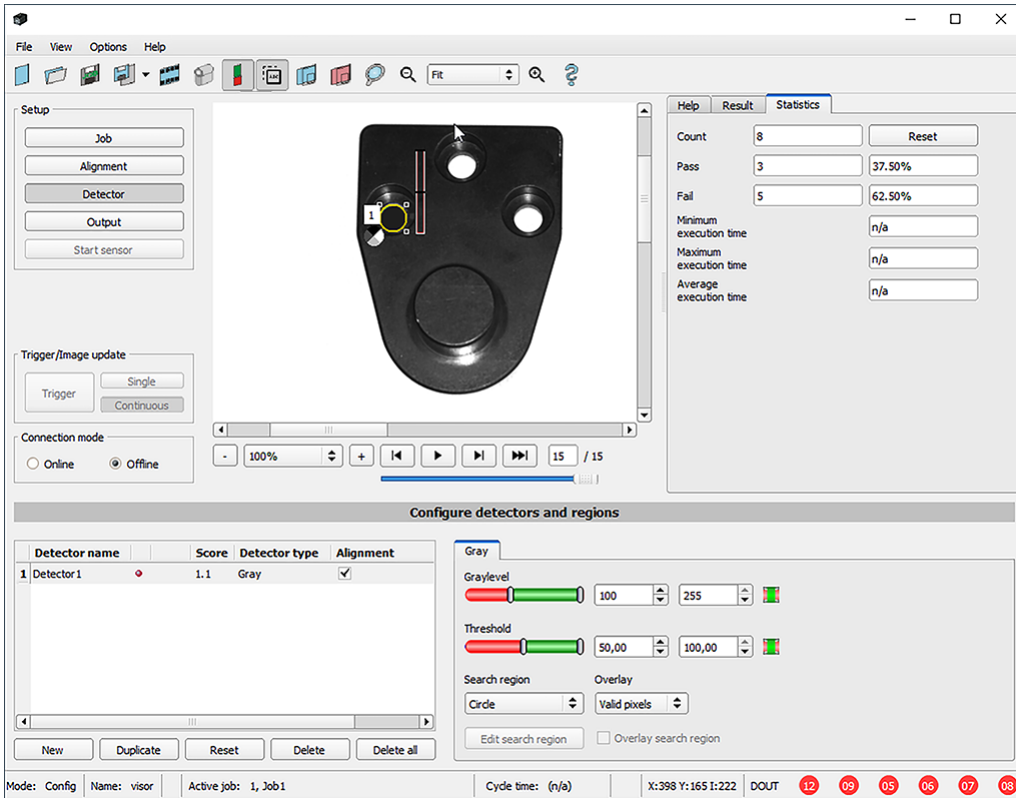 File View Options Help
ABC
Fit
Setup
Job
Alignment
Detector
Output
Start sensor
Trigger/Image update
Trigger
Single
Continuous
Connection mode
Online
Offline
1
- 100% + 15 / 15
Help Result Statistics
Count 8 Reset
Pass 3 37.50%
Fail 5 62.50%
Minimum
execution time n/a
Maximum
execution time n/a
Average
execution time n/a
Configure detectors and regions
Detector name Score Detector type Alignment
1 Detector1 1.1 Gray
New Duplicate Reset Delete Delete all
Gray
Graylevel
100 255
Threshold
50,00 100,00
Search region Overlay
Circle Valid pixels
Edit search region Overlay search region
Mode: Config Name: visor Active job: 1, Job1 Cycle time: (n/a) X:398 Y:165 I:222 DOUT 12 09 05 06 07 08